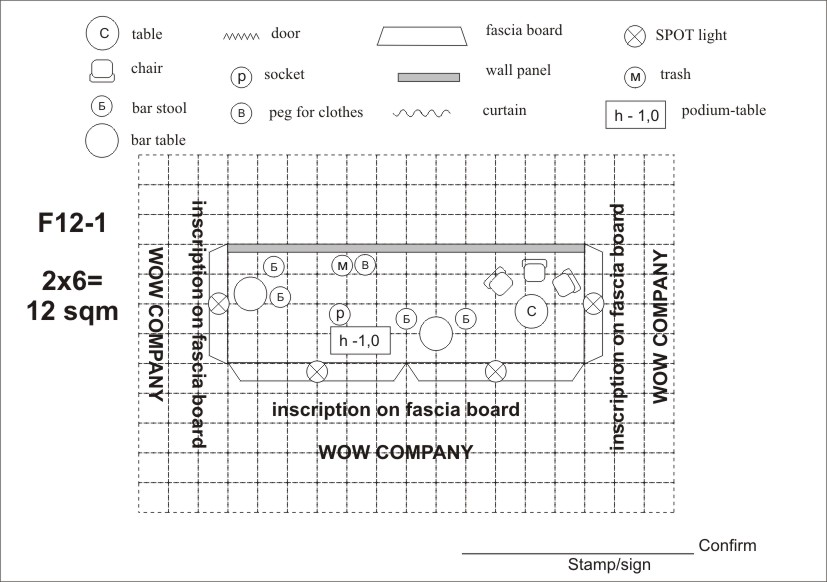 C table
door
fascia board
SPOT light
chair
p socket
wall panel
м trash
Б bar stool
В peg for clothes
curtain
h - 1,0 podium-table
bar table
F12-1
2x6=
12 sqm
WOW COMPANY
inscription on fascia board
Б
Б
м В
p
h -1,0
Б
Б
C
inscription on fascia board
WOW COMPANY
inscription on fascia board
WOW COMPANY
Confirm
Stamp/sign